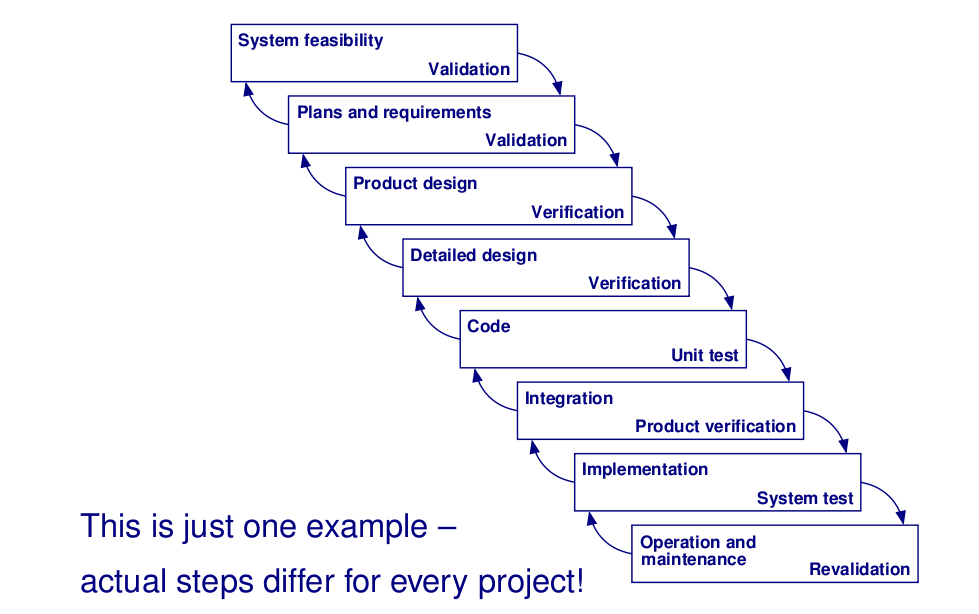 System feasibility
Validation
Plans and requirements
Validation
Product design
Verification
Detailed design
Verification
Code
Unit test
Integration
Product verification
Implementation
System test
Operation and
maintenance
Revalidation
This is just one example –
actual steps differ for every project!